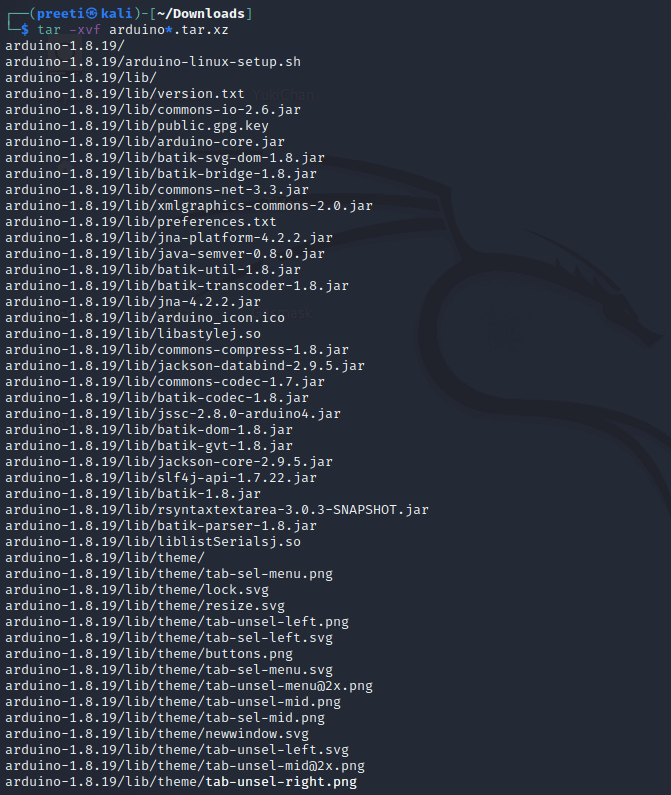 (preeti㉿kali)-[~/Downloads]
$ tar -xvf arduino*.tar.xz
arduino-1.8.19/
arduino-1.8.19/arduino-linux-setup.sh
arduino-1.8.19/lib/
arduino-1.8.19/lib/version.txt
arduino-1.8.19/lib/commons-io-2.6.jar
arduino-1.8.19/lib/public.gpg.key
arduino-1.8.19/lib/arduino-core.jar
arduino-1.8.19/lib/batik-svg-dom-1.8.jar
arduino-1.8.19/lib/batik-bridge-1.8.jar
arduino-1.8.19/lib/commons-net-3.3.jar
arduino-1.8.19/lib/xmlgraphics-commons-2.0.jar
arduino-1.8.19/lib/preferences.txt
arduino-1.8.19/lib/jna-platform-4.2.2.jar
arduino-1.8.19/lib/java-semver-0.8.0.jar
arduino-1.8.19/lib/batik-util-1.8.jar
arduino-1.8.19/lib/batik-transcoder-1.8.jar
arduino-1.8.19/lib/jna-4.2.2.jar
arduino-1.8.19/lib/arduino_icon.ico
arduino-1.8.19/lib/libastylej.so
arduino-1.8.19/lib/commons-compress-1.8.jar
arduino-1.8.19/lib/jackson-databind-2.9.5.jar
arduino-1.8.19/lib/commons-codec-1.7.jar
arduino-1.8.19/lib/batik-codec-1.8.jar
arduino-1.8.19/lib/jssc-2.8.0-arduino4.jar
arduino-1.8.19/lib/batik-dom-1.8.jar
arduino-1.8.19/lib/batik-gvt-1.8.jar
arduino-1.8.19/lib/jackson-core-2.9.5.jar
arduino-1.8.19/lib/slf4j-api-1.7.22.jar
arduino-1.8.19/lib/batik-1.8.jar
arduino-1.8.19/lib/rsyntaxtextarea-3.0.3-SNAPSHOT.jar
arduino-1.8.19/lib/batik-parser-1.8.jar
arduino-1.8.19/lib/liblistSerialsj.so
arduino-1.8.19/lib/theme/
arduino-1.8.19/lib/theme/tab-sel-menu.png
arduino-1.8.19/lib/theme/lock.svg
arduino-1.8.19/lib/theme/resize.svg
arduino-1.8.19/lib/theme/tab-unsel-left.png
arduino-1.8.19/lib/theme/tab-sel-left.svg
arduino-1.8.19/lib/theme/buttons.png
arduino-1.8.19/lib/theme/tab-sel-menu.svg
arduino-1.8.19/lib/theme/tab-unsel-menu@2x.png
arduino-1.8.19/lib/theme/tab-unsel-mid.png
arduino-1.8.19/lib/theme/tab-sel-mid.png
arduino-1.8.19/lib/theme/newwindow.svg
arduino-1.8.19/lib/theme/tab-unsel-left.svg
arduino-1.8.19/lib/theme/tab-unsel-mid@2x.png
arduino-1.8.19/lib/theme/tab-unsel-right.png